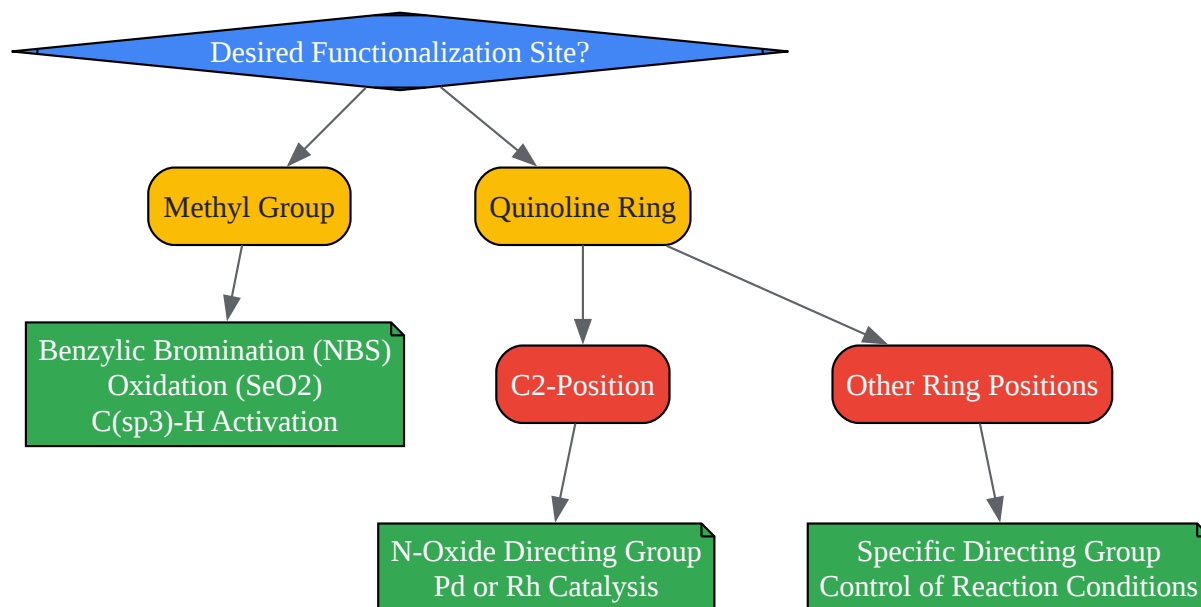 Desired Functionalization Site?
Methyl Group
Quinoline Ring
Benzylic Bromination (NBS)
Oxidation (SeO2)
C(sp3)-H Activation
C2-Position
Other Ring Positions
N-Oxide Directing Group
Pd or Rh Catalysis
Specific Directing Group
Control of Reaction Conditions